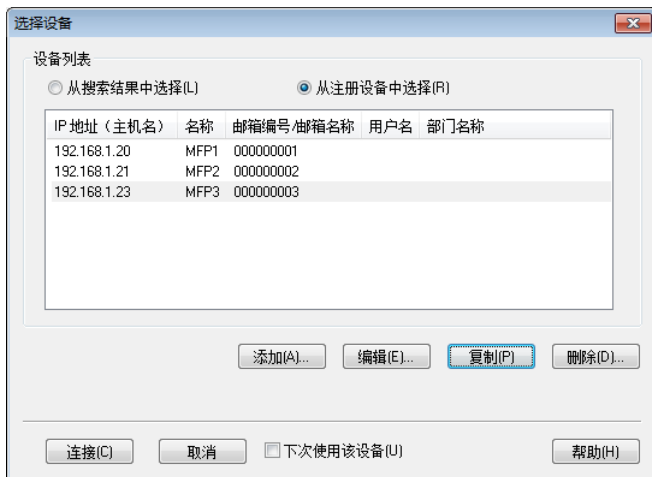 选择设备
设备列表
从搜索结果中选择(L) 从注册设备中选择(R)
IP 地址（主机名） 名称 邮箱编号/邮箱名称 用户名 部门名称
192.168.1.20 MFP1 000000001
192.168.1.21 MFP2 000000002
192.168.1.23 MFP3 000000003
添加(A)... 编辑(E)... 复制(P) 删除(D)...
连接(C) 取消 下次使用该设备(U) 帮助(H)